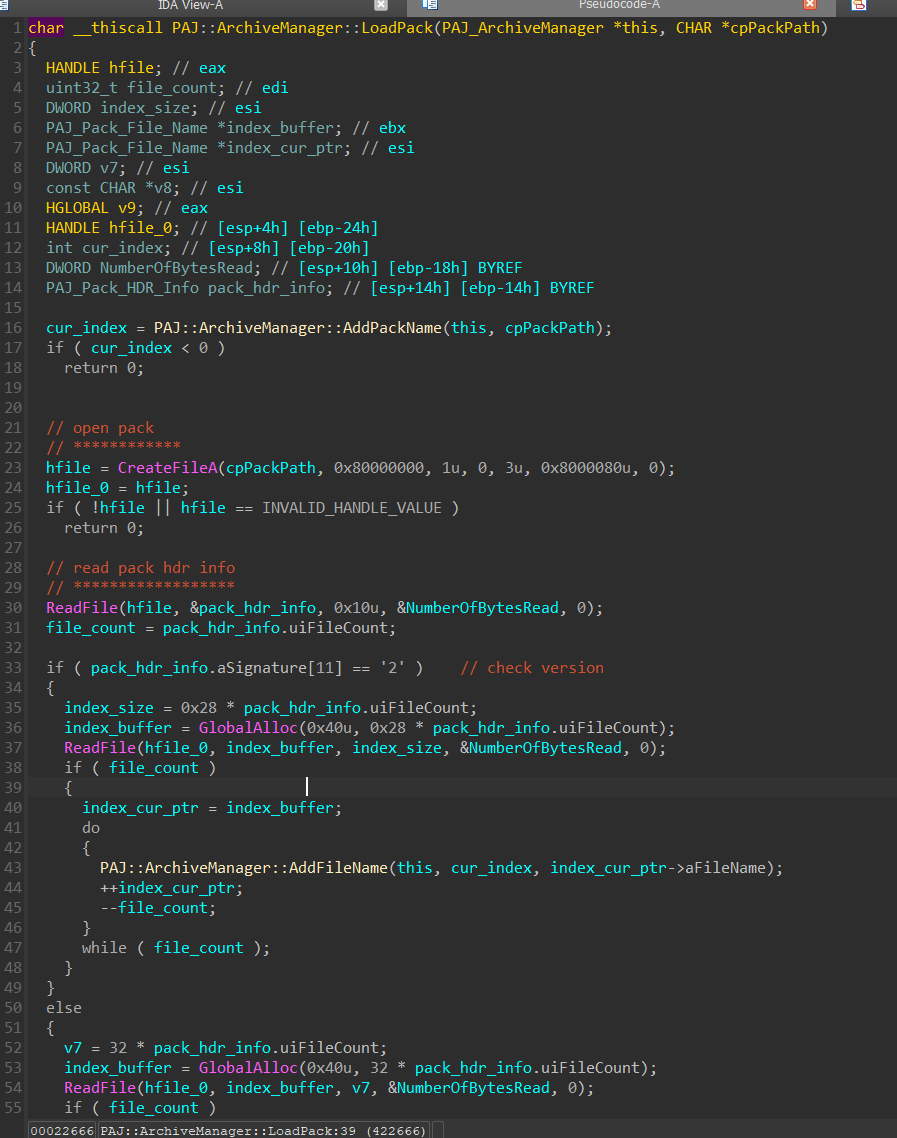 IDA View-A Pseudocode-A
1 char __thiscall PAJ::ArchiveManager::LoadPack(PAJ_ArchiveManager *this, CHAR *cpPackPath)
2 {
3   HANDLE hfile; // eax
4   uint32_t file_count; // edi
5   DWORD index_size; // esi
6   PAJ_Pack_File_Name *index_buffer; // ebx
7   PAJ_Pack_File_Name *index_cur_ptr; // esi
8   DWORD v7; // esi
9   const CHAR *v8; // esi
10   HGLOBAL v9; // eax
11   HANDLE hfile_0; // [esp+4h] [ebp-24h]
12   int cur_index; // [esp+8h] [ebp-20h]
13   DWORD NumberOfBytesRead; // [esp+10h] [ebp-18h] BYREF
14   PAJ_Pack_HDR_Info pack_hdr_info; // [esp+14h] [ebp-14h] BYREF
15
16   cur_index = PAJ::ArchiveManager::AddPackName(this, cpPackPath);
17   if ( cur_index < 0 )
18     return 0;
19
20
21   // open pack
22   // ************
23   hfile = CreateFileA(cpPackPath, 0x80000000, 1u, 0, 3u, 0x8000080u, 0);
24   hfile_0 = hfile;
25   if ( !hfile || hfile == INVALID_HANDLE_VALUE )
26     return 0;
27
28   // read pack hdr info
29   // ******************
30   ReadFile(hfile, &pack_hdr_info, 0x10u, &NumberOfBytesRead, 0);
31   file_count = pack_hdr_info.uiFileCount;
32
33   if ( pack_hdr_info.aSignature[11] == '2' )    // check version
34   {
35     index_size = 0x28 * pack_hdr_info.uiFileCount;
36     index_buffer = GlobalAlloc(0x40u, 0x28 * pack_hdr_info.uiFileCount);
37     ReadFile(hfile_0, index_buffer, index_size, &NumberOfBytesRead, 0);
38     if ( file_count )
39     {
40       index_cur_ptr = index_buffer;
41       do
42       {
43         PAJ::ArchiveManager::AddFileName(this, cur_index, index_cur_ptr->aFileName);
44         ++index_cur_ptr;
45         --file_count;
46       }
47       while ( file_count );
48     }
49   }
50   else
51   {
52     v7 = 32 * pack_hdr_info.uiFileCount;
53     index_buffer = GlobalAlloc(0x40u, 32 * pack_hdr_info.uiFileCount);
54     ReadFile(hfile_0, index_buffer, v7, &NumberOfBytesRead, 0);
55     if ( file_count )
00022666 PAJ::ArchiveManager::LoadPack:39 (422666)